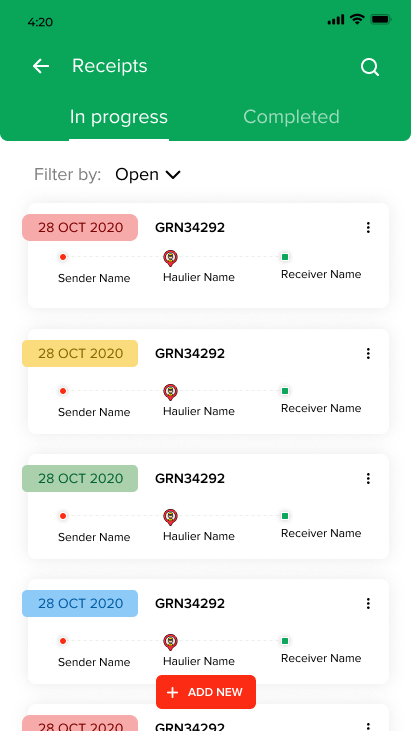 4:20
Receipts
In progress Completed
Filter by: Open
28 OCT 2020 GRN34292
Sender Name Haulier Name Receiver Name
28 OCT 2020 GRN34292
Sender Name Haulier Name Receiver Name
28 OCT 2020 GRN34292
Sender Name Haulier Name Receiver Name
28 OCT 2020 GRN34292
Sender Name Haulier Name Receiver Name
+ ADD NEW
28 OCT 2020 GRN34292